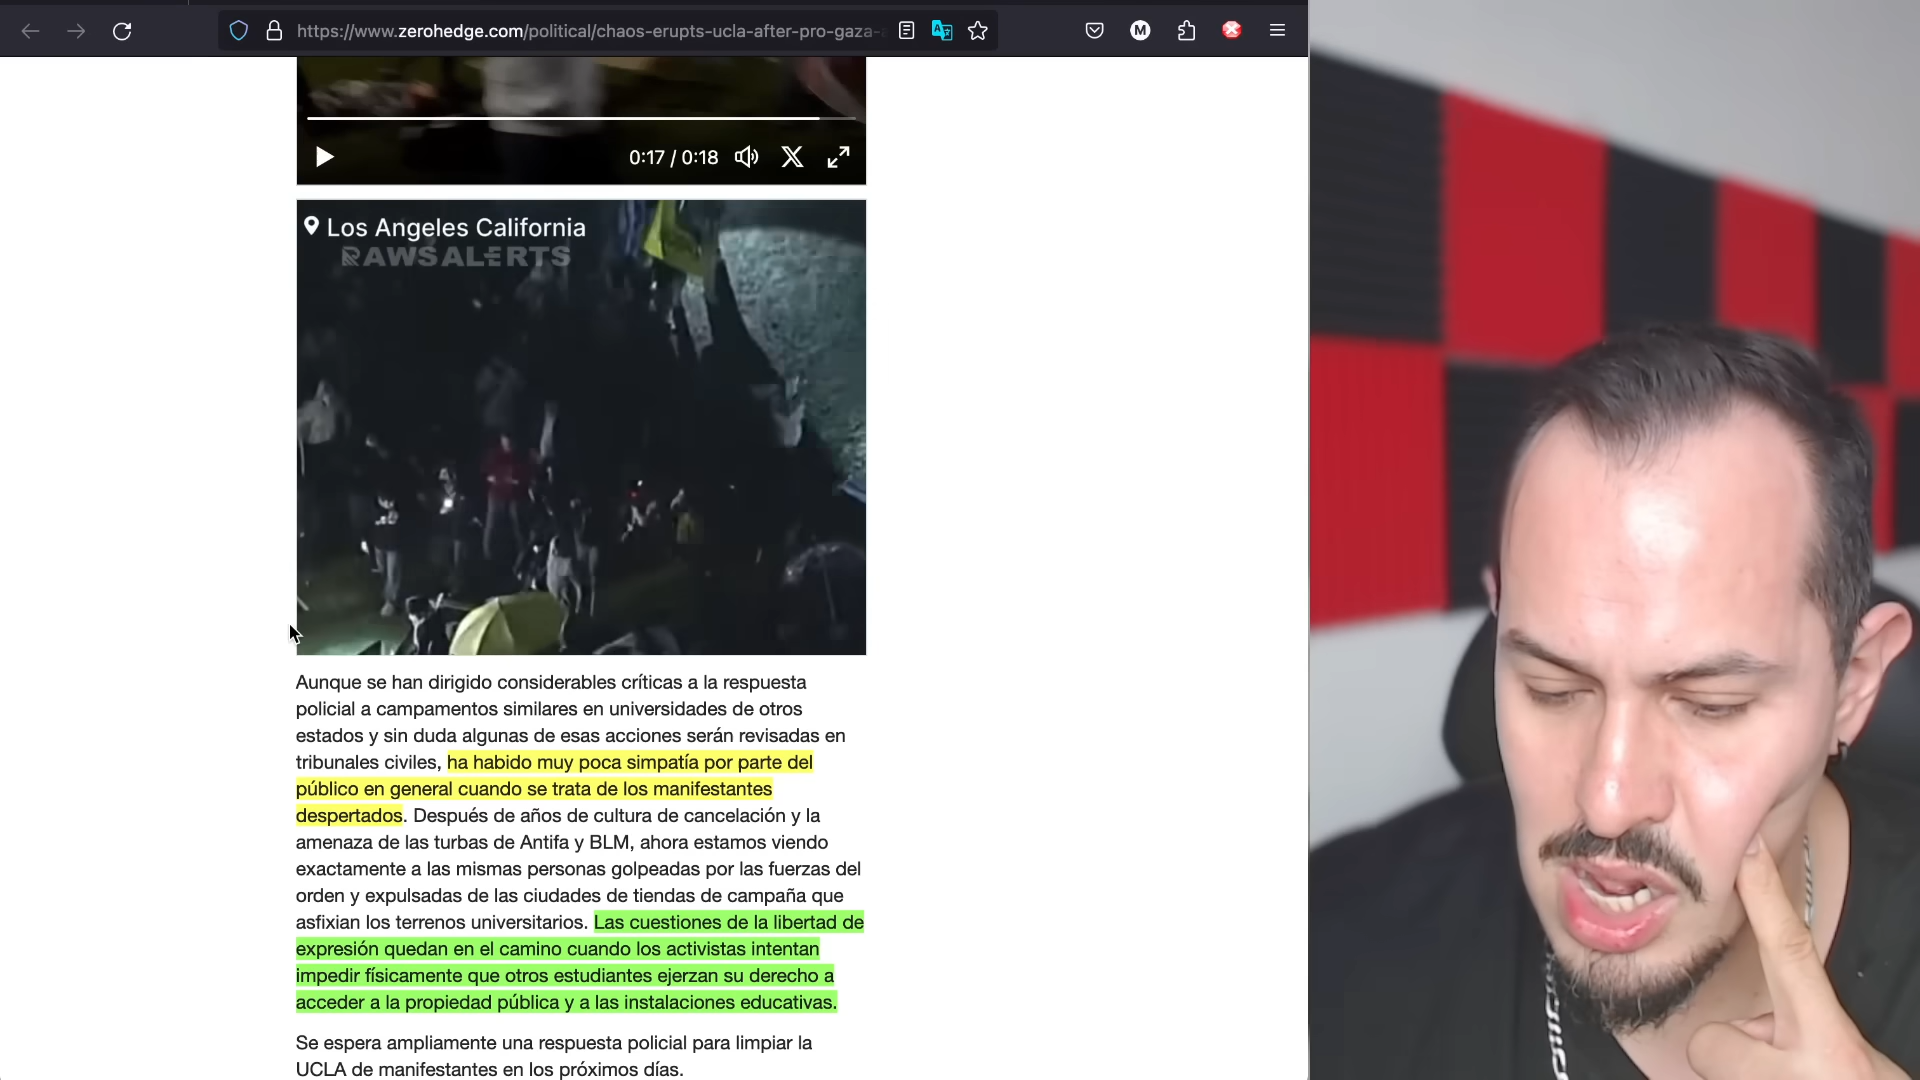 https://www.zerohedge.com/political/chaos-erupts-ucla-after-pro-gaza-
M
0:17 / 0:18
Los Angeles California
RAWSALERTS
Aunque se han dirigido considerables críticas a la respuesta
policial a campamentos similares en universidades de otros
estados y sin duda algunas de esas acciones serán revisadas en
tribunales civiles, ha habido muy poca simpatía por parte del
público en general cuando se trata de los manifestantes
despertados. Después de años de cultura de cancelación y la
amenaza de las turbas de Antifa y BLM, ahora estamos viendo
exactamente a las mismas personas golpeadas por las fuerzas del
orden y expulsadas de las ciudades de tiendas de campaña que
asfixian los terrenos universitarios. Las cuestiones de la libertad de
expresión quedan en el camino cuando los activistas intentan
impedir físicamente que otros estudiantes ejerzan su derecho a
acceder a la propiedad pública y a las instalaciones educativas.
Se espera ampliamente una respuesta policial para limpiar la
UCLA de manifestantes en los próximos días.